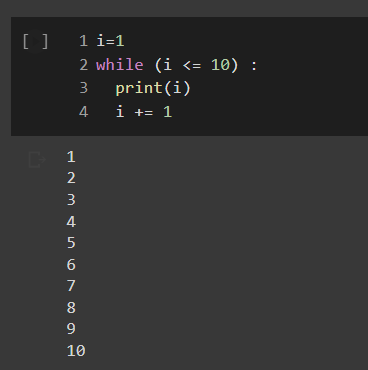 [ ] 1 i=1
2 while (i <= 10) :
3   print(i)
4   i += 1
1
2
3
4
5
6
7
8
9
10